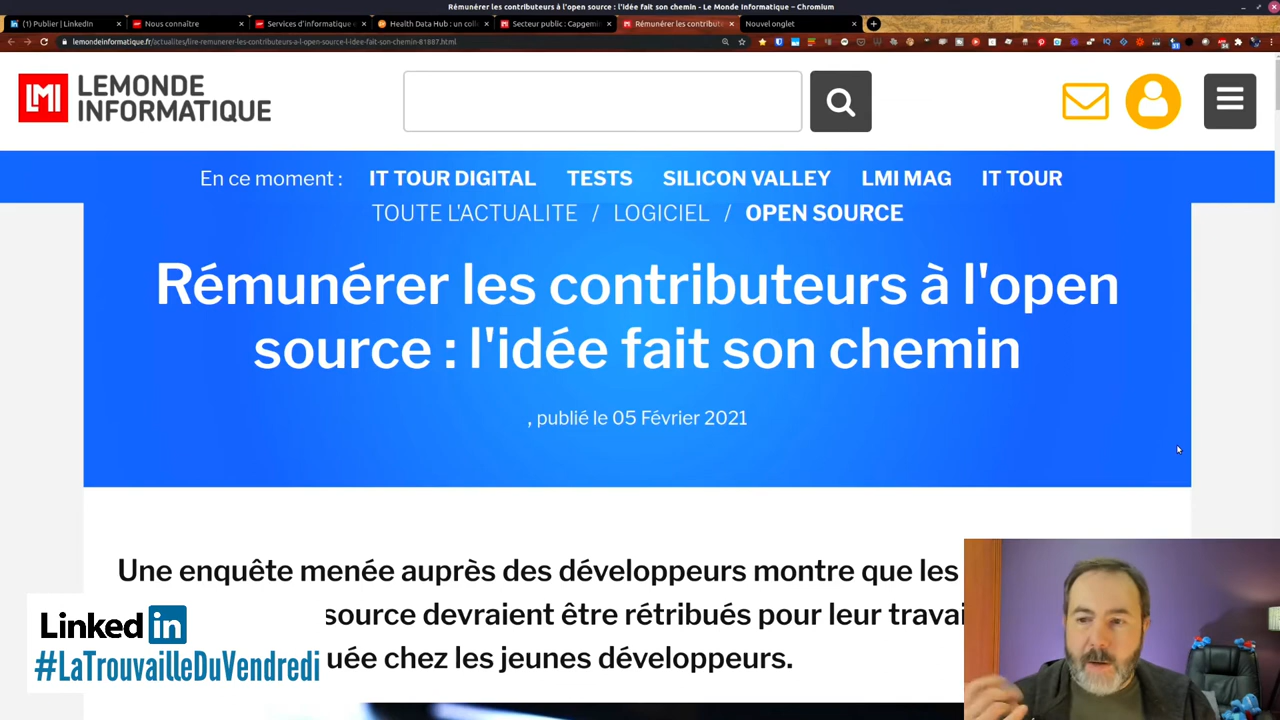 Rémunérer les contributeurs à l'open source : l'idée fait son chemin - Le Monde Informatique – Chromium
(1) Publier | LinkedIn
Nous connaître
Services d'informatique
Health Data Hub : un coll
Secteur public : Capgemin
Rémunérer les contribute
Nouvel onglet
lemondeinformatique.fr/actualites/lire-remunerer-les-contributeurs-a-l-open-source-l-idee-fait-son-chemin-81887.html
LMI LEMONDE
INFORMATIQUE
En ce moment : IT TOUR DIGITAL TESTS SILICON VALLEY LMI MAG IT TOUR
TOUTE L'ACTUALITE / LOGICIEL / OPEN SOURCE
Rémunérer les contributeurs à l'open
source : l'idée fait son chemin
, publié le 05 Février 2021
Une enquête menée auprès des développeurs montre que les
source devraient être rétribués pour leur travai
uée chez les jeunes développeurs.
Linked in
#LaTrouvailleDuVendredi